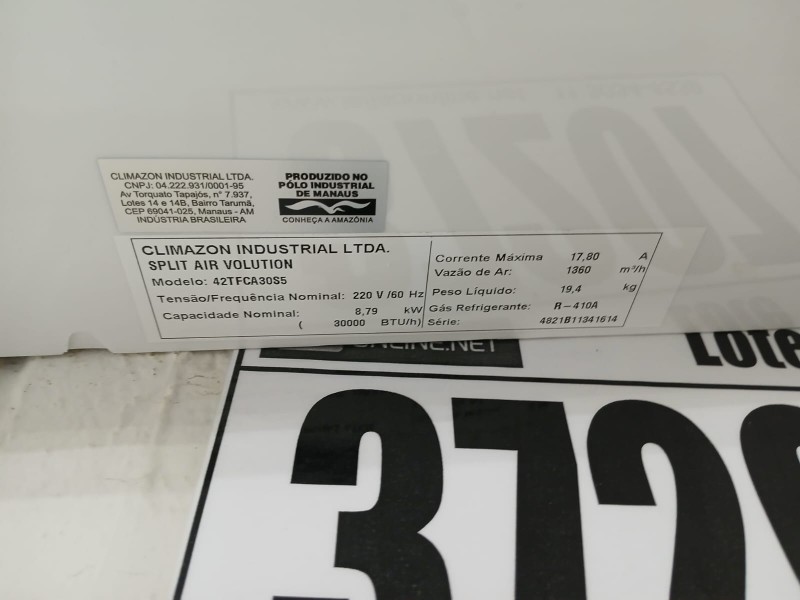 CLIMAZON INDUSTRIAL LTDA.
CNPJ: 04.222.931/0001-95
Av Torquato Tapajós, n° 7.937,
Lotes 14 e 14B, Bairro Tarumã,
CEP 69041-025, Manaus - AM
INDÚSTRIA BRASILEIRA
PRODUZIDO NO
PÓLO INDUSTRIAL
DE MANAUS
CONHEÇA A AMAZÔNIA
CLIMAZON INDUSTRIAL LTDA.
SPLIT AIR VOLUTION
Modelo: 42TFCA30S5
Tensão/Frequência Nominal: 220 V /60 Hz
Capacidade Nominal: 8,79 kW
( 30000 BTU/h)
Corrente Máxima 17,80 A
Vazão de Ar: 1360 m³/h
Peso Líquido: 19,4 kg
Gás Refrigerante: R-410A
Série: 4821B11341614
ONLINE.NET
Lote
372